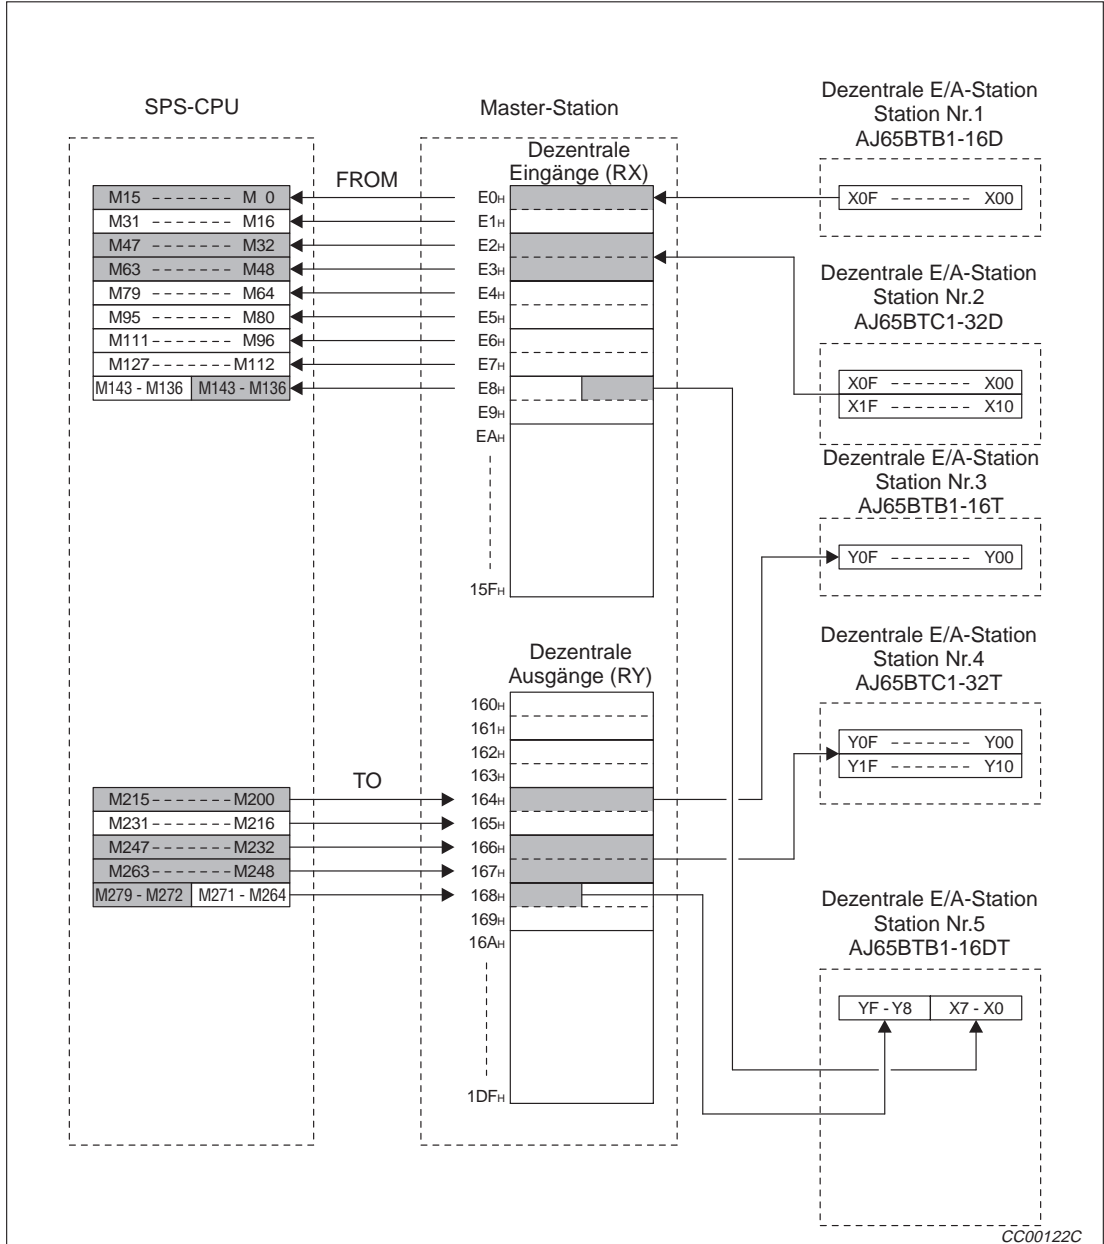 SPS-CPU
Master-Station
Dezentrale E/A-Station
Station Nr.1
AJ65BTB1-16D
Dezentrale
Eingänge (RX)
FROM
M15 ------- M 0
E0H
X0F ------- X00
M31 ------- M16
E1H
M47 ------- M32
E2H
M63 ------- M48
E3H
M79 ------- M64
E4H
M95 ------- M80
E5H
M111 ------- M96
E6H
M127-------M112
E7H
M143 - M136 M143 - M136
E8H
E9H
EAH
15FH
Dezentrale E/A-Station
Station Nr.2
AJ65BTC1-32D
X0F ------- X00
X1F ------- X10
Dezentrale E/A-Station
Station Nr.3
AJ65BTB1-16T
Y0F ------- Y00
Dezentrale
Ausgänge (RY)
160H
161H
162H
163H
TO
M215-------M200
164H
M231-------M216
165H
M247-------M232
166H
M263-------M248
167H
M279 - M272 M271 - M264
168H
169H
16AH
1DFH
Dezentrale E/A-Station
Station Nr.4
AJ65BTC1-32T
Y0F ------- Y00
Y1F ------- Y10
Dezentrale E/A-Station
Station Nr.5
AJ65BTB1-16DT
YF - Y8 X7 - X0
CC00122C